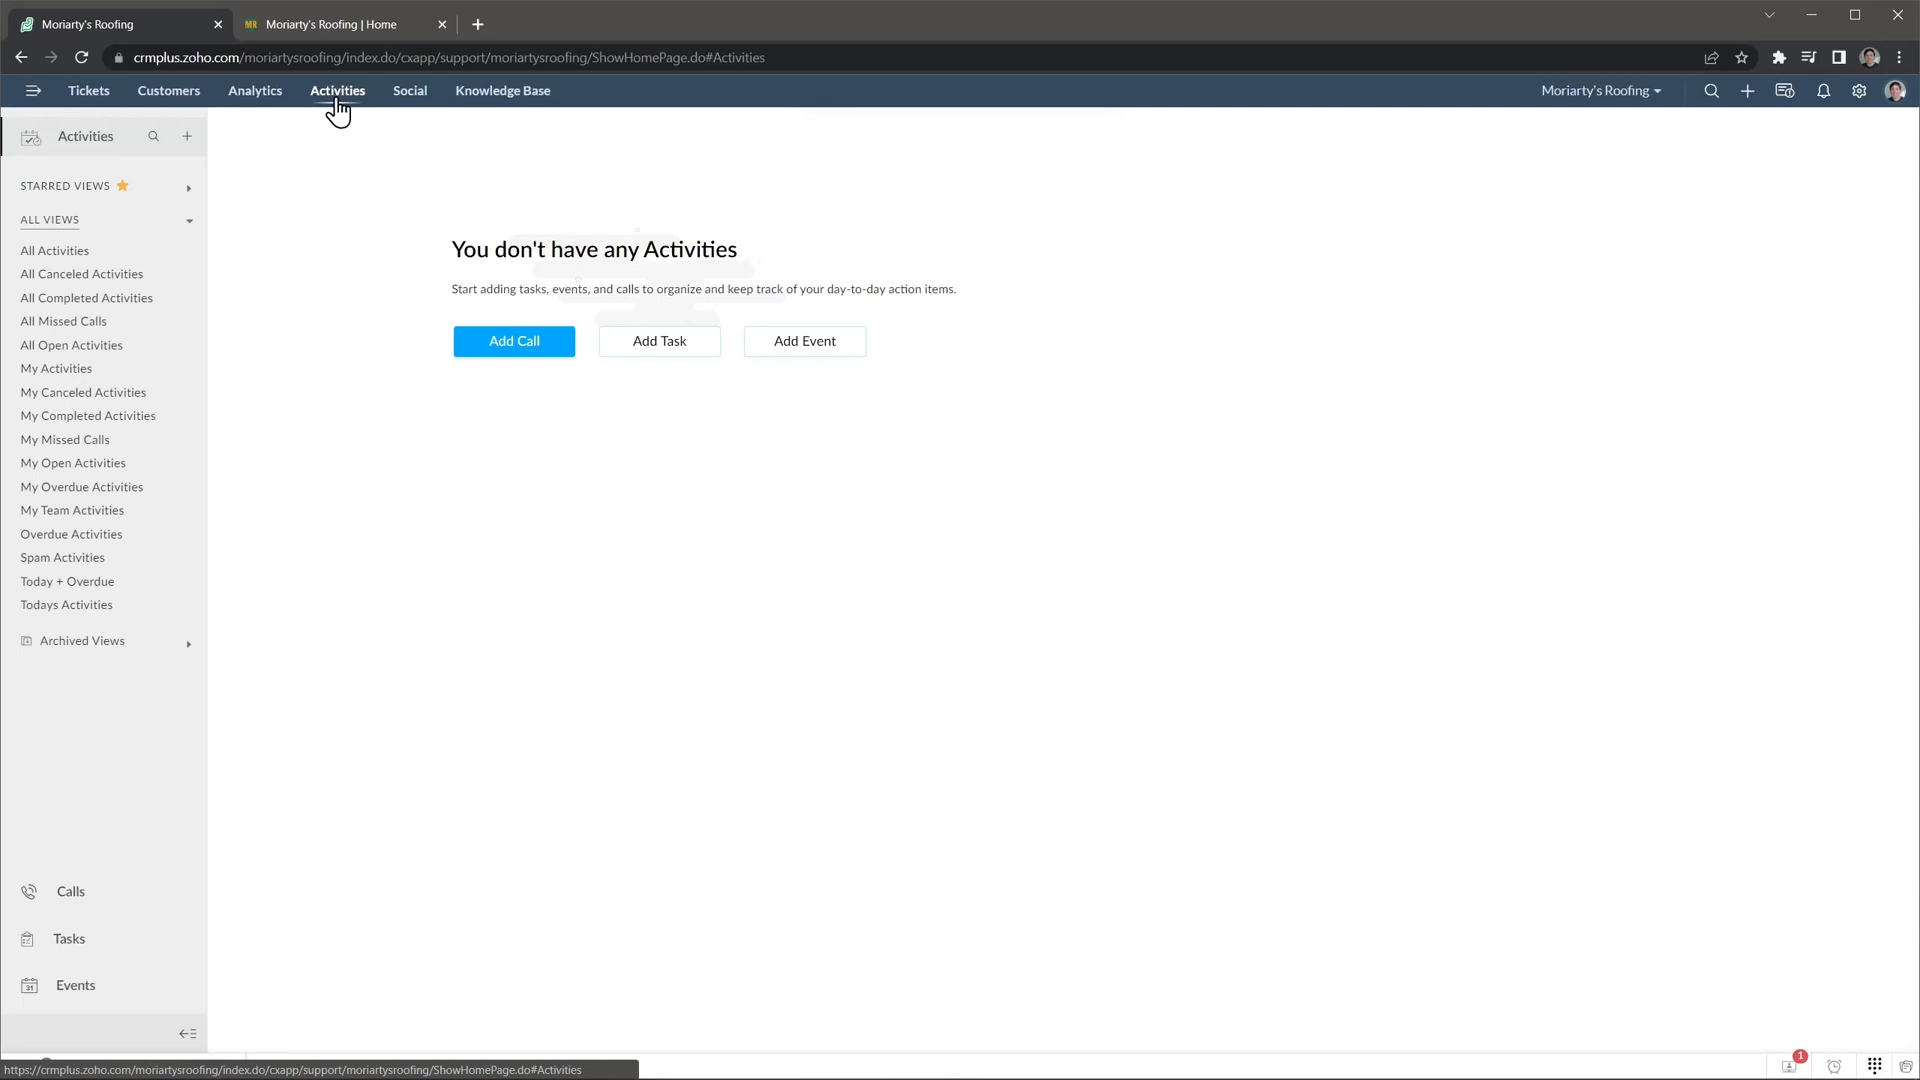 Moriarty's Roofing
MR Moriarty's Roofing | Home
crmplus.zoho.com/moriartysroofing/index.do/cxapp/support/moriartysroofing/ShowHomePage.do#Activities
Tickets Customers Analytics Activities Social Knowledge Base Moriarty's Roofing
Activities
STARRED VIEWS
ALL VIEWS
All Activities
All Canceled Activities
All Completed Activities
All Missed Calls
All Open Activities
My Activities
My Canceled Activities
My Completed Activities
My Missed Calls
My Open Activities
My Overdue Activities
My Team Activities
Overdue Activities
Spam Activities
Today + Overdue
Todays Activities
Archived Views
Calls
Tasks
31 Events
You don't have any Activities
Start adding tasks, events, and calls to organize and keep track of your day-to-day action items.
Add Call Add Task Add Event
1
https://crmplus.zoho.com/moriartysroofing/index.do/cxapp/support/moriartysroofing/ShowHomePage.do#Activities